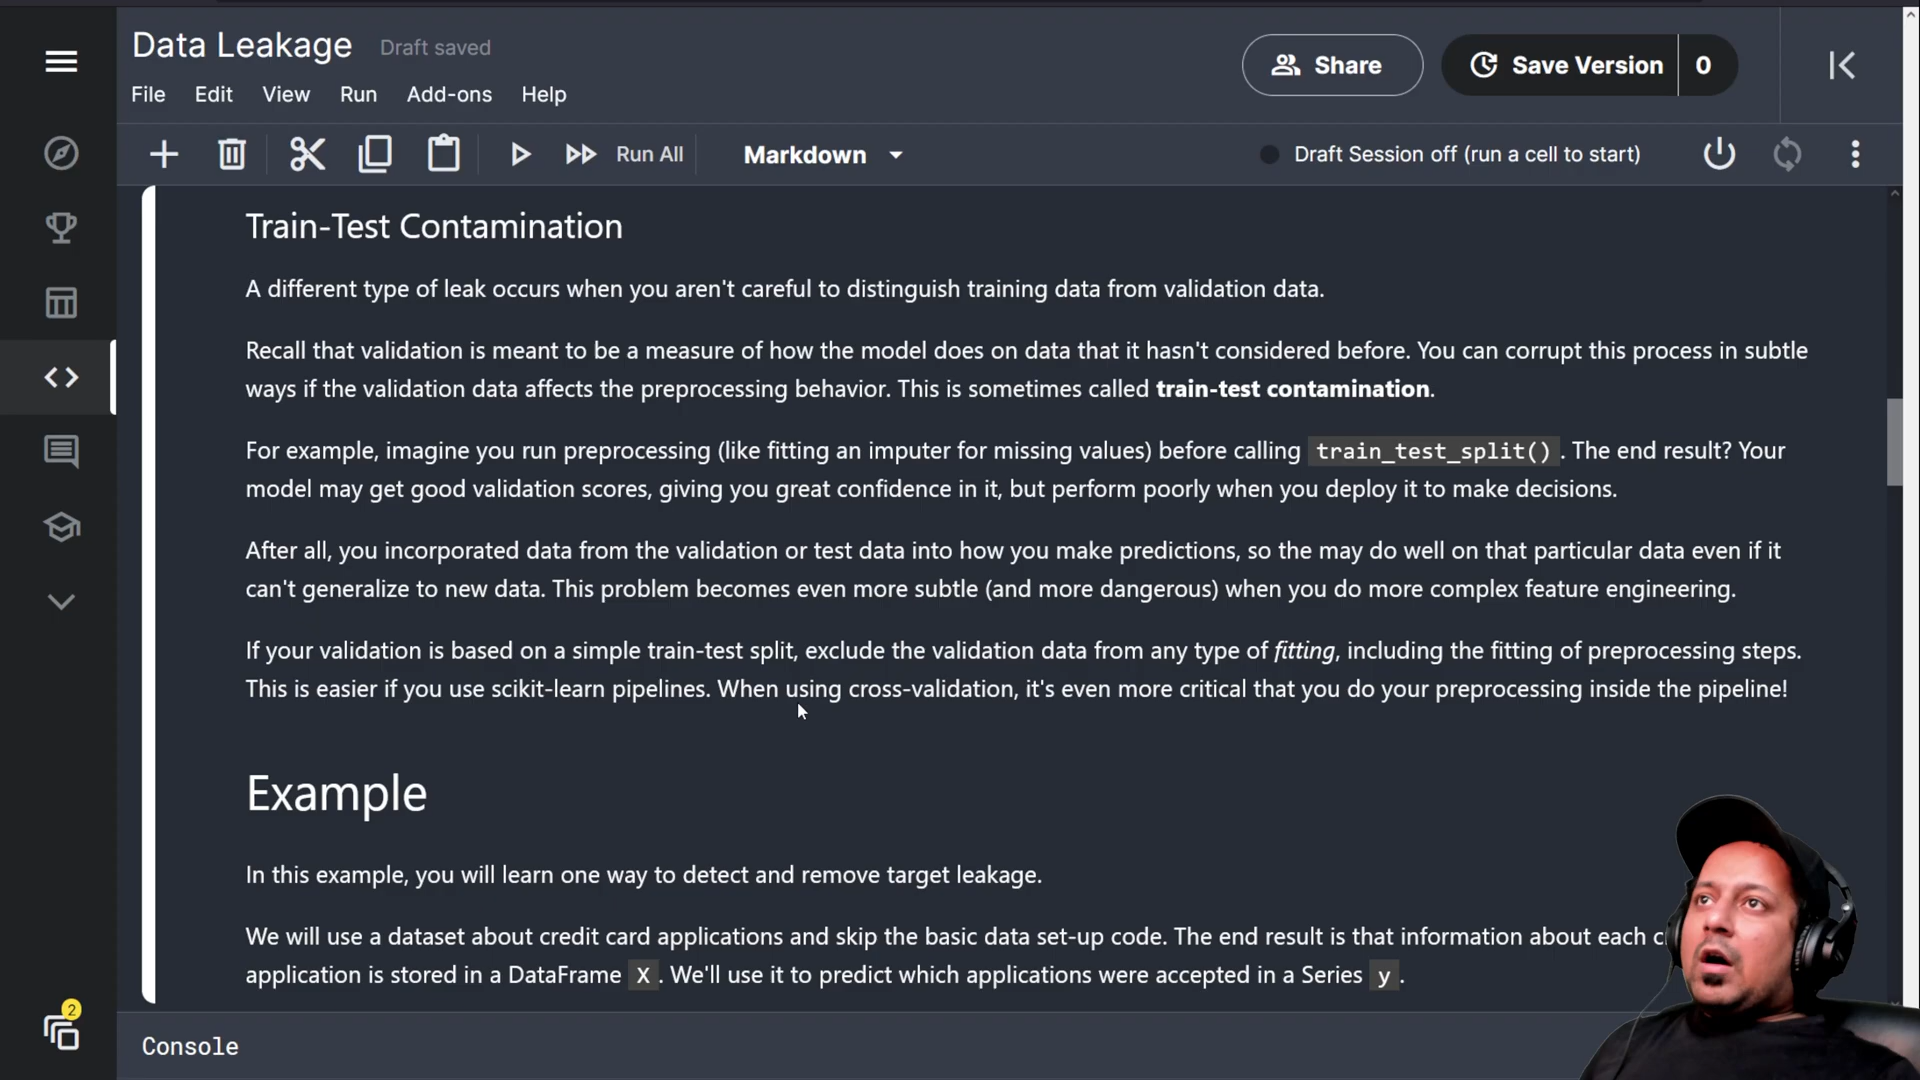 Data Leakage Draft saved
Share
Save Version 0
File Edit View Run Add-ons Help
Run All
Markdown
Draft Session off (run a cell to start)
Train-Test Contamination
A different type of leak occurs when you aren't careful to distinguish training data from validation data.
Recall that validation is meant to be a measure of how the model does on data that it hasn't considered before. You can corrupt this process in subtle
ways if the validation data affects the preprocessing behavior. This is sometimes called train-test contamination.
For example, imagine you run preprocessing (like fitting an imputer for missing values) before calling train_test_split() . The end result? Your
model may get good validation scores, giving you great confidence in it, but perform poorly when you deploy it to make decisions.
After all, you incorporated data from the validation or test data into how you make predictions, so the may do well on that particular data even if it
can't generalize to new data. This problem becomes even more subtle (and more dangerous) when you do more complex feature engineering.
If your validation is based on a simple train-test split, exclude the validation data from any type of fitting, including the fitting of preprocessing steps.
This is easier if you use scikit-learn pipelines. When using cross-validation, it's even more critical that you do your preprocessing inside the pipeline!
Example
In this example, you will learn one way to detect and remove target leakage.
We will use a dataset about credit card applications and skip the basic data set-up code. The end result is that information about each
application is stored in a DataFrame X . We'll use it to predict which applications were accepted in a Series y .
2
Console